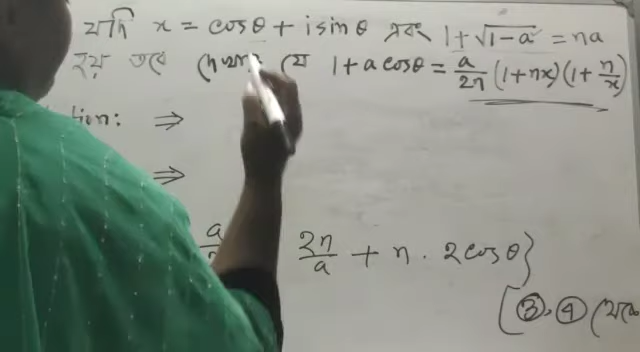 যদি x = cosθ + i sinθ এবং 1 + √1-a² = na
হয় তবে দেখাও যে 1 + a cosθ = a/2n (1+nx)(1+n/x)
tion: ⇒
⇒
a 2n/a + n . 2cosθ}
[③, ④